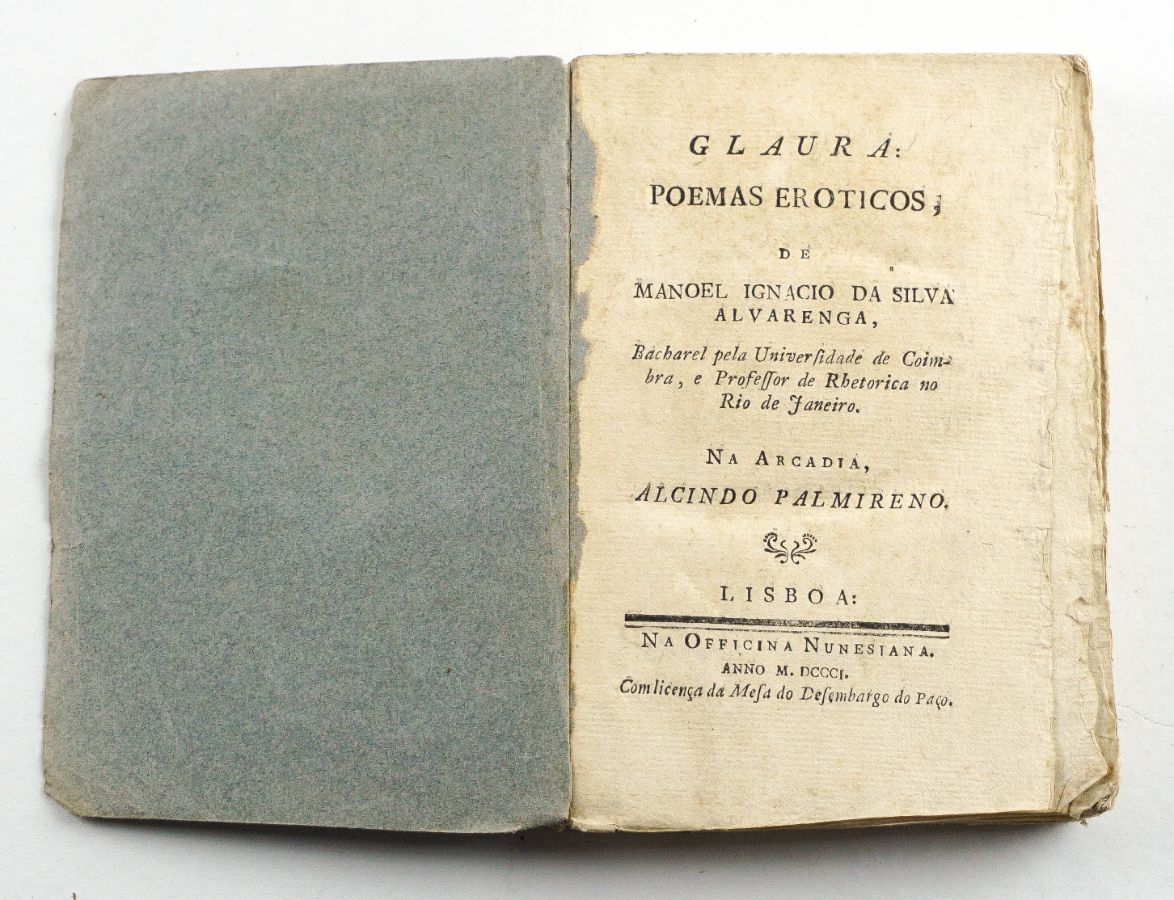 GLAURA:
POEMAS EROTICOS,
DE
MANOEL IGNACIO DA SILVA
ALVARENGA,
Bacharel pela Univerſidade de Coim-
bra, e Profeſſor de Rhetorica no
Rio de Janeiro.
NA ARCADIA,
ALCINDO PALMIRENO.
LISBOA:
NA OFFICINA NUNESIANA.
ANNO M. DCCCI.
Com licença da Meſa do Deſembargo do Paço.